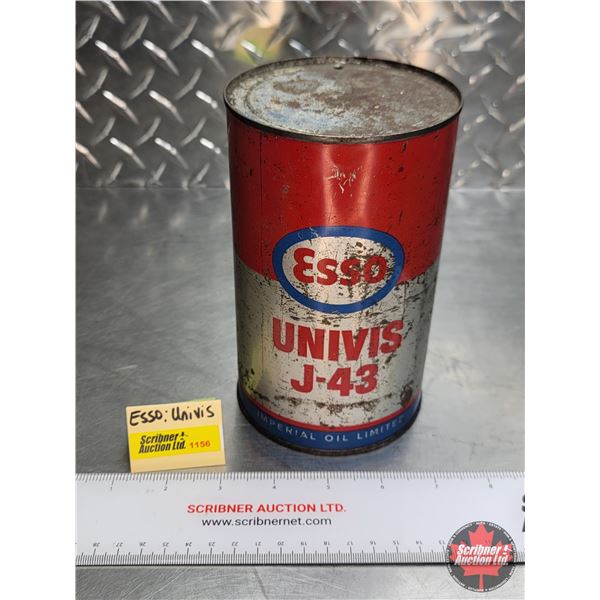 Esso
UNIVIS
J-43
IMPERIAL OIL LIMITED
Esso: Univis
Scribner
Auction Ltd.
1156
SCRIBNER AUCTION LTD.
www.scribnernet.com
Scribner
Auction Ltd.